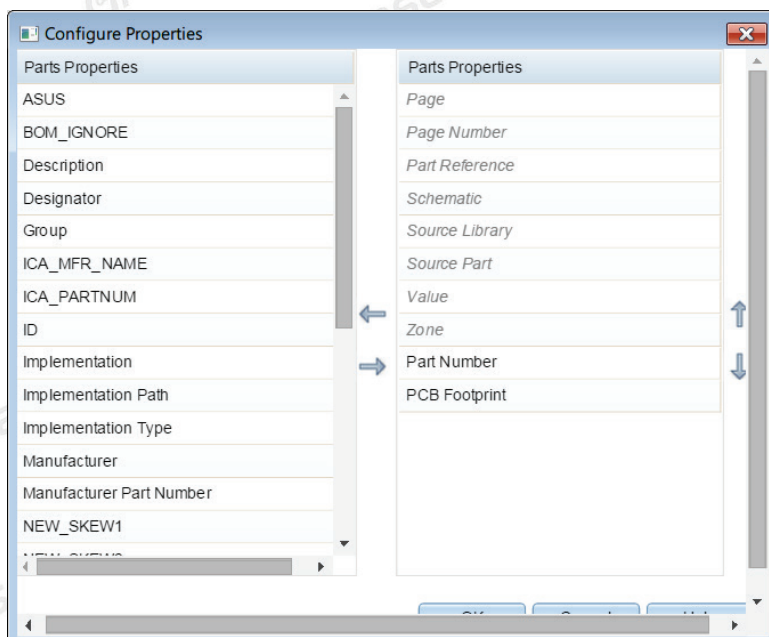 Configure Properties
Parts Properties
ASUS
BOM_IGNORE
Description
Designator
Group
ICA_MFR_NAME
ICA_PARTNUM
ID
Implementation
Implementation Path
Implementation Type
Manufacturer
Manufacturer Part Number
NEW_SKEW1
Parts Properties
Page
Page Number
Part Reference
Schematic
Source Library
Source Part
Value
Zone
Part Number
PCB Footprint